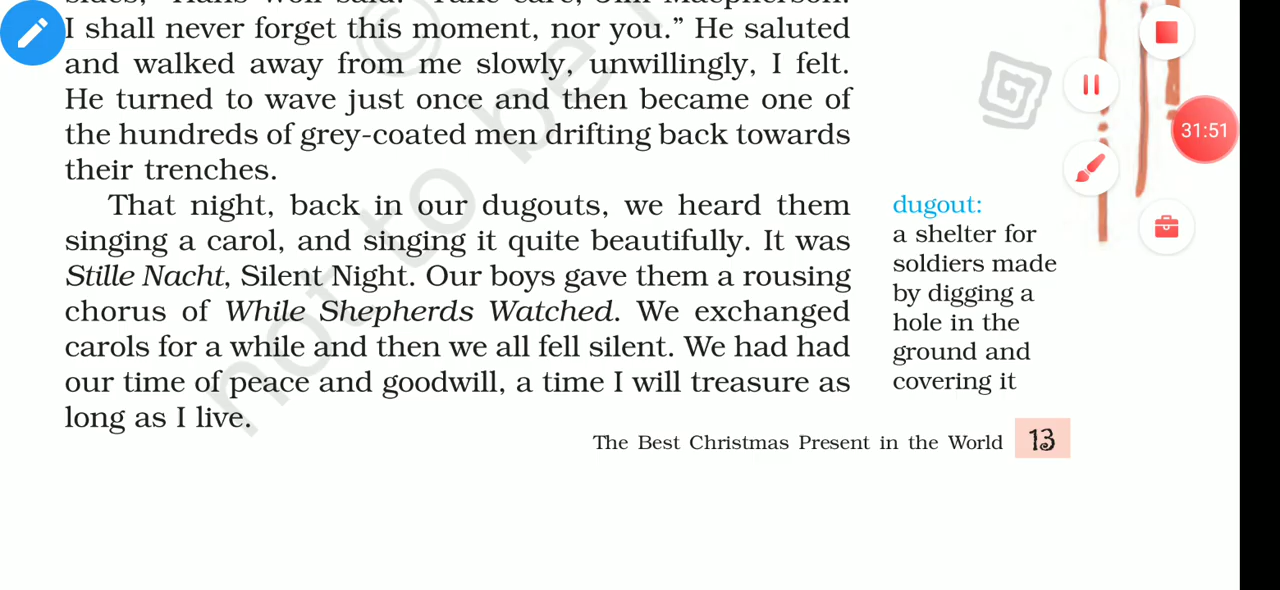 I shall never forget this moment, nor you.” He saluted
and walked away from me slowly, unwillingly, I felt.
He turned to wave just once and then became one of
the hundreds of grey-coated men drifting back towards
their trenches.
That night, back in our dugouts, we heard them
singing a carol, and singing it quite beautifully. It was
Stille Nacht, Silent Night. Our boys gave them a rousing
chorus of While Shepherds Watched. We exchanged
carols for a while and then we all fell silent. We had had
our time of peace and goodwill, a time I will treasure as
long as I live.
dugout:
a shelter for
soldiers made
by digging a
hole in the
ground and
covering it
The Best Christmas Present in the World 13
31:51
not to be
©